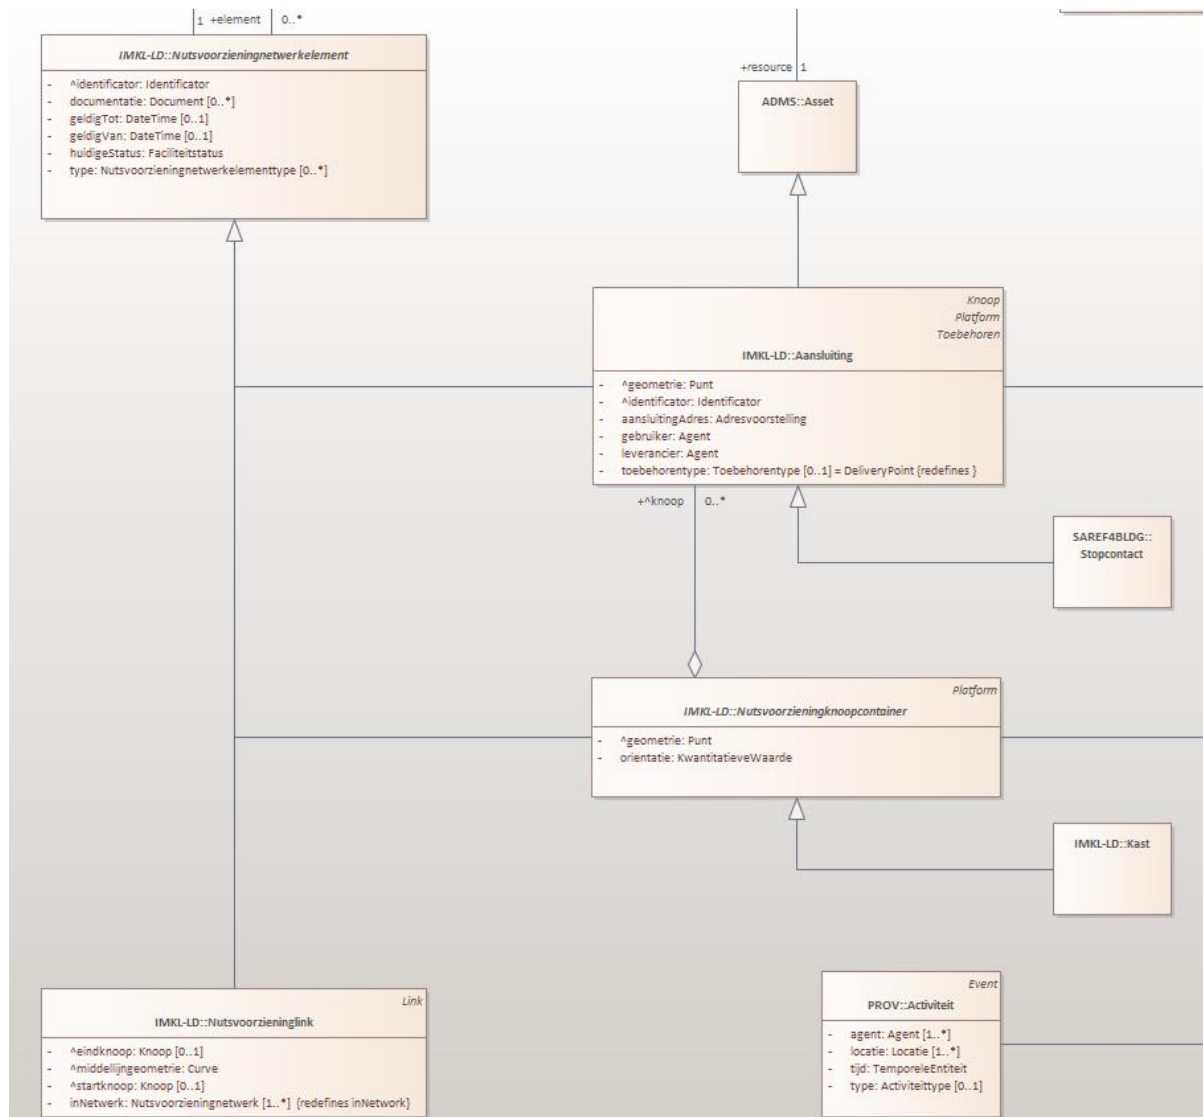 1 +element 0..*
IMKL-LD::Nutsvoorzieningnetwerkelement
- ^identificator: Identificator
- documentatie: Document [0..*]
- geldigTot: DateTime [0..1]
- geldigVan: DateTime [0..1]
- huidigeStatus: Faciliteitstatus
- type: Nutsvoorzieningnetwerkelementtype [0..*]
+resource 1
ADMS::Asset
Knoop
Platform
Toebehoren
IMKL-LD::Aansluiting
- ^geometrie: Punt
- ^identificator: Identificator
- aansluitingAdres: Adresvoorstelling
- gebruiker: Agent
- leverancier: Agent
- toebehorentype: Toebehorentype [0..1] = DeliveryPoint {redefines }
+^knoop 0..*
SAREF4BLDG::
Stopcontact
Platform
IMKL-LD::Nutsvoorzieningknoopcontainer
- ^geometrie: Punt
- orientatie: KwantitatieveWaarde
IMKL-LD::Kast
Link
IMKL-LD::Nutsvoorzieninglink
- ^eindknoop: Knoop [0..1]
- ^middellijngeometrie: Curve
- ^startknoop: Knoop [0..1]
- inNetwerk: Nutsvoorzieningnetwerk [1..*] {redefines inNetwork}
Event
PROV::Activiteit
- agent: Agent [1..*]
- locatie: Locatie [1..*]
- tijd: TemporeleEntiteit
- type: Activiteittype [0..1]